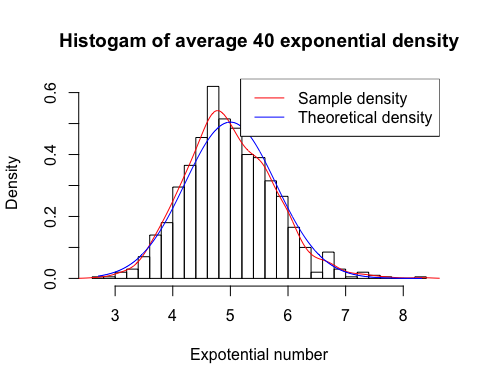 Histogam of average 40 exponential density
Sample density
Theoretical density
Density
0.0
0.2
0.4
0.6
3
4
5
6
7
8
Expotential number